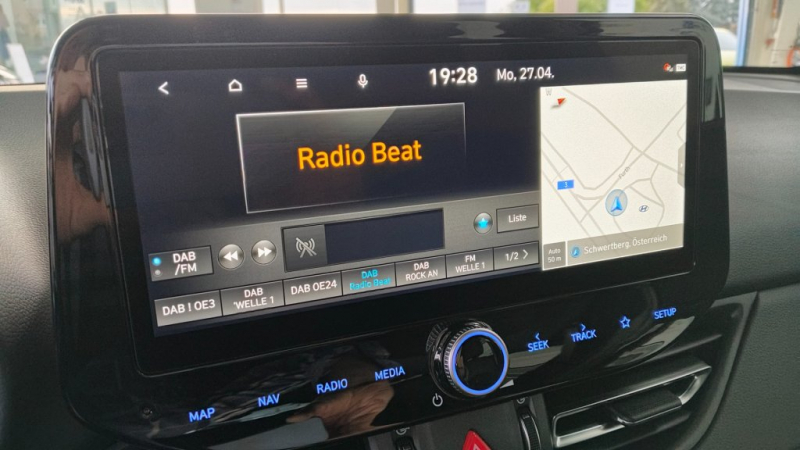 19:28 Mo, 27.04.
Radio Beat
DAB
/FM
Liste
DAB | OE3
DAB
'WELLE 1
DAB OE24
DAB
Radio Beat
DAB
ROCK AN
FM
WELLE 1
1/2
Auto
50 m
Schwertberg, Österreich
MAP
NAV
RADIO
MEDIA
SEEK
TRACK
SETUP